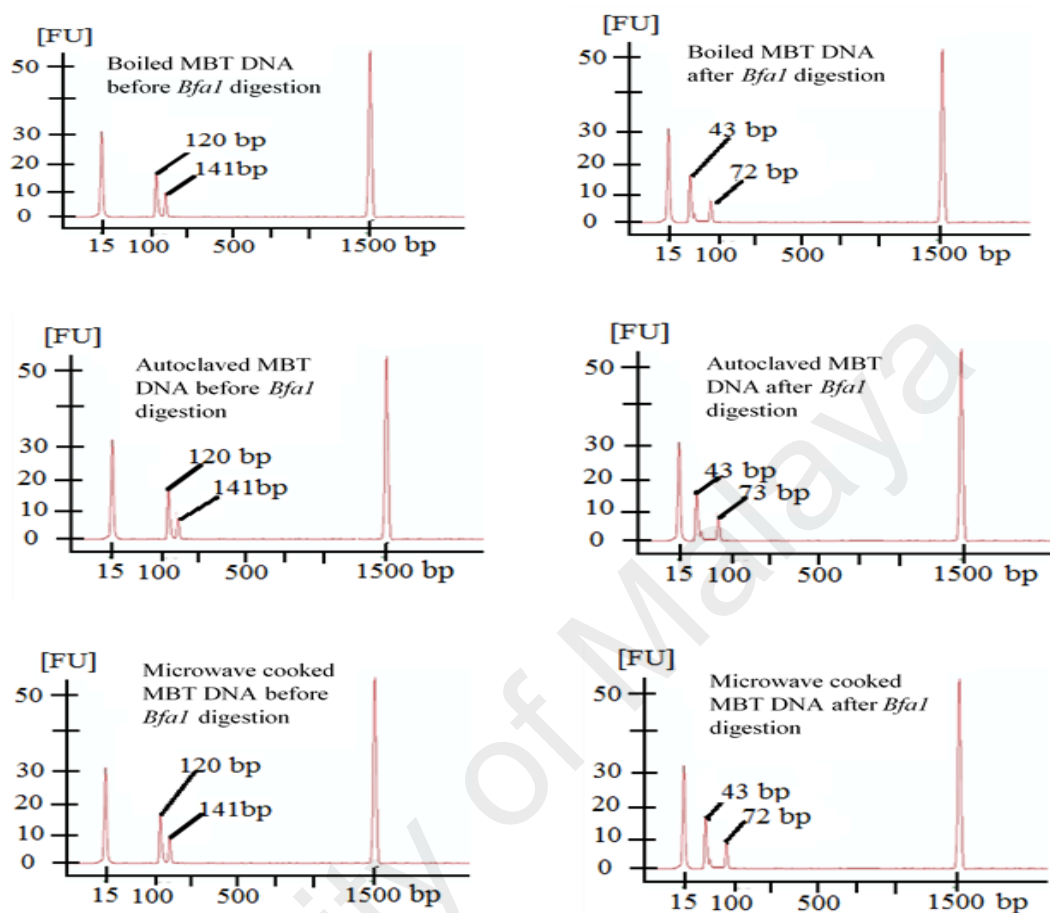 [FU]
50
30
20
10
0
Boiled MBT DNA
before Bfa1 digestion
120 bp
141bp
15 100 500 1500 bp
[FU]
50
30
20
10
0
Boiled MBT DNA
after Bfa1 digestion
43 bp
72 bp
15 100 500 1500 bp
[FU]
50
30
20
10
0
Autoclaved MBT
DNA before Bfa1
digestion
120 bp
141bp
15 100 500 1500 bp
[FU]
50
30
20
10
0
Autoclaved MBT
DNA after Bfa1
digestion
43 bp
73 bp
15 100 500 1500 bp
[FU]
50
30
20
10
0
Microwave cooked
MBT DNA before
Bfa1 digestion
120 bp
141bp
15 100 500 1500 bp
[FU]
50
30
20
10
0
Microwave cooked
MBT DNA after Bfa1
digestion
43 bp
72 bp
15 100 500 1500 bp
of Malaya